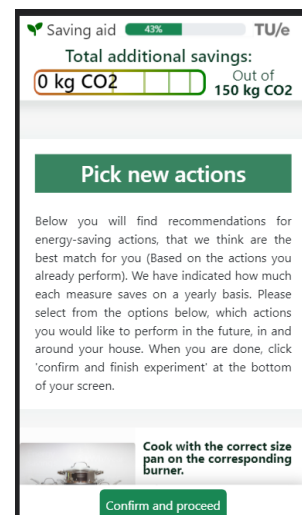 Saving aid 43% TU/e
Total additional savings:
0 kg CO2 Out of
150 kg CO2
Pick new actions
Below you will find recommendations for
energy-saving actions, that we think are the
best match for you (Based on the actions you
already perform). We have indicated how much
each measure saves on a yearly basis. Please
select from the options below, which actions
you would like to perform in the future, in and
around your house. When you are done, click
'confirm and finish experiment' at the bottom
of your screen.
Cook with the correct size
pan on the corresponding
burner.
Confirm and proceed